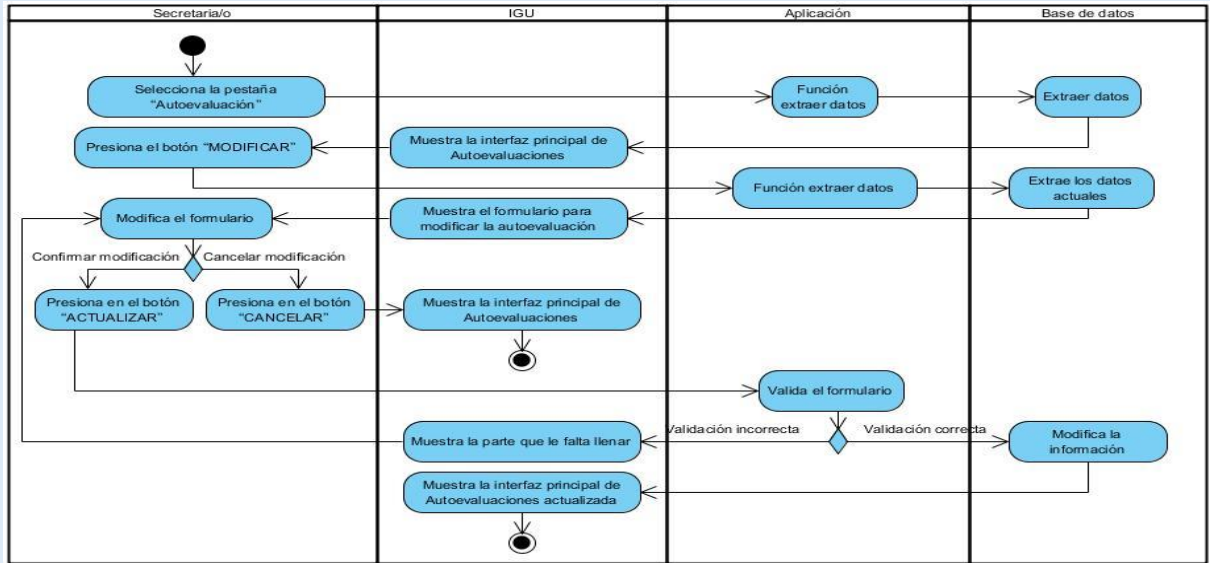 Secretaria/o
IGU
Aplicación
Base de datos
Selecciona la pestaña
“Autoevaluación”
Función
extraer datos
Extraer datos
Presiona el botón “MODIFICAR”
Muestra la interfaz principal de
Autoevaluaciones
Función extraer datos
Extrae los datos
actuales
Modifica el formulario
Muestra el formulario para
modificar la autoevaluación
Confirmar modificación
Cancelar modificación
Presiona en el botón
“ACTUALIZAR”
Presiona en el botón
“CANCELAR”
Muestra la interfaz principal de
Autoevaluaciones
Valida el formulario
Validación incorrecta
Validación correcta
Muestra la parte que le falta llenar
Modifica la
información
Muestra la interfaz principal de
Autoevaluaciones actualizada